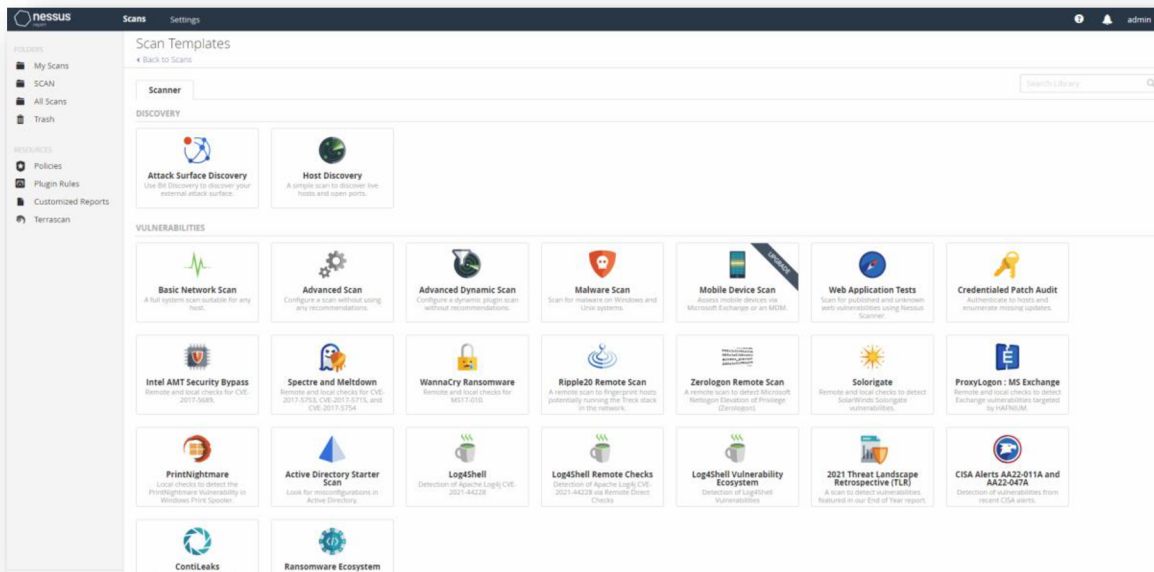 nessus
Expert
Scans
Settings
admin
FOLDERS
My Scans
SCAN
All Scans
Trash
RESOURCES
Policies
Plugin Rules
Customized Reports
Terrascan
Scan Templates
Back to Scans
Scanner
Search Library
DISCOVERY
Attack Surface Discovery
Use Bit Discovery to discover your
external attack surface.
Host Discovery
A simple scan to discover live
hosts and open ports.
VULNERABILITIES
Basic Network Scan
A full system scan suitable for any
host.
Advanced Scan
Configure a scan without using
any recommendations.
Advanced Dynamic Scan
Configure a dynamic plugin scan
without recommendations.
Malware Scan
Scan for malware on Windows and
Unix systems.
UPGRADE
Mobile Device Scan
Assess mobile devices via
Microsoft Exchange or an MDM.
Web Application Tests
Scan for published and unknown
web vulnerabilities using Nessus
Scanner.
Credentialed Patch Audit
Authenticate to hosts and
enumerate missing updates.
Intel AMT Security Bypass
Remote and local checks for CVE-
2017-5689.
Spectre and Meltdown
Remote and local checks for CVE-
2017-5753, CVE-2017-5715, and
CVE-2017-5754
WannaCry Ransomware
Remote and local checks for
MS17-010.
Ripple20 Remote Scan
A remote scan to fingerprint hosts
potentially running the Treck stack
in the network.
Zerologon Remote Scan
A remote scan to detect Microsoft
Netlogon Elevation of Privilege
(Zerologon).
Solorigate
Remote and local checks to detect
SolarWinds Solorigate
vulnerabilities.
ProxyLogon : MS Exchange
Remote and local checks to detect
Exchange vulnerabilities targeted
by HAFNIUM.
PrintNightmare
Local checks to detect the
PrintNightmare Vulnerability in
Windows Print Spooler.
Active Directory Starter
Scan
Look for misconfigurations in
Active Directory.
Log4Shell
Detection of Apache Log4j CVE-
2021-44228
Log4Shell Remote Checks
Detection of Apache Log4j CVE-
2021-44228 via Remote Direct
Checks
Log4Shell Vulnerability
Ecosystem
Detection of Log4Shell
Vulnerabilities
2021 Threat Landscape
Retrospective (TLR)
A scan to detect vulnerabilities
featured in our End of Year report.
CISA Alerts AA22-011A and
AA22-047A
Detection of vulnerabilities from
recent CISA alerts.
ContiLeaks
Ransomware Ecosystem